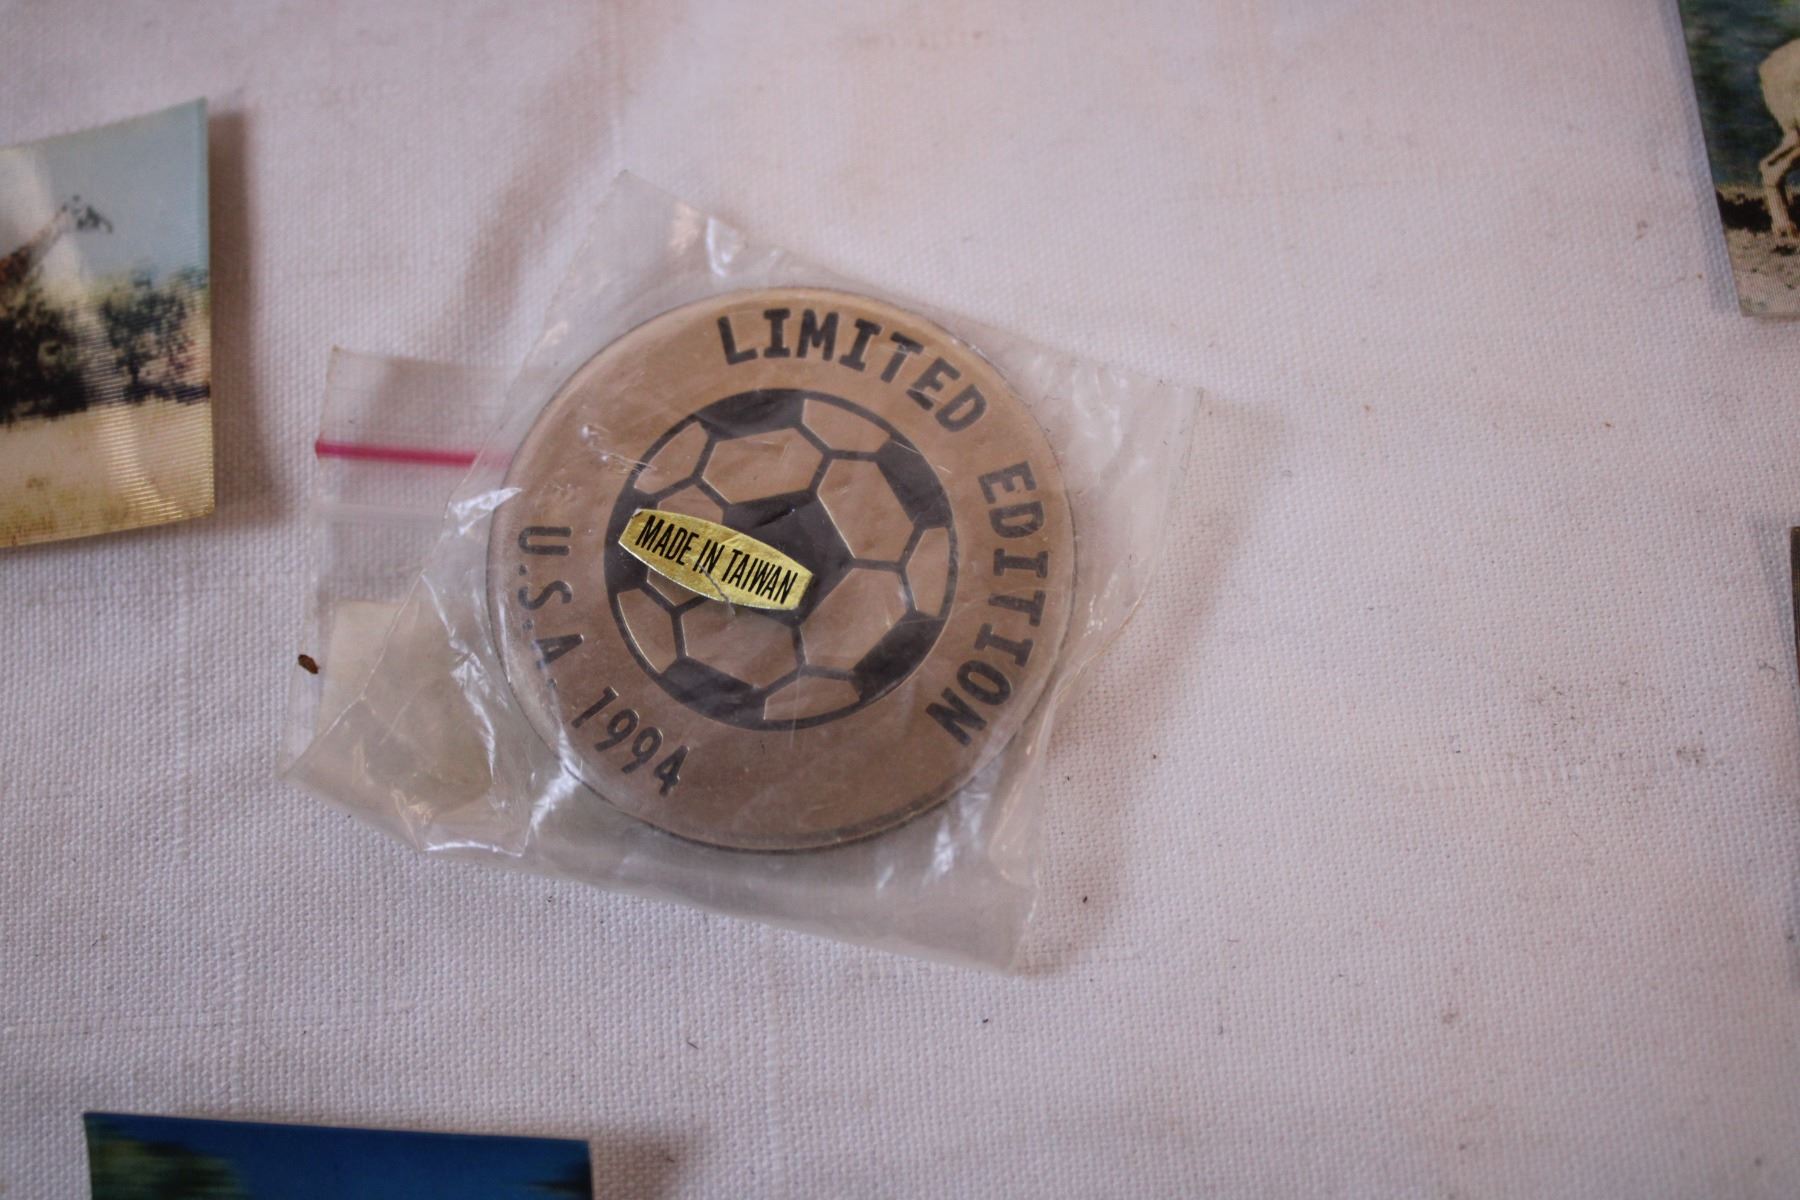 LIMITED EDITION
MADE IN TAIWAN
U.S.A. 1994